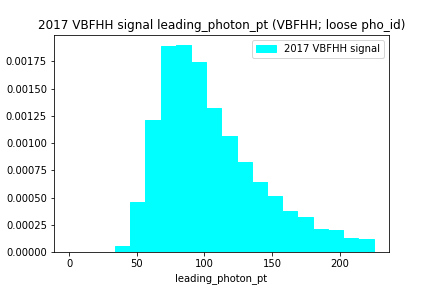 2017 VBFHH signal leading_photon_pt (VBFHH; loose pho_id)
2017 VBFHH signal
0.00175
0.00150
0.00125
0.00100
0.00075
0.00050
0.00025
0.00000
0 50 100 150 200
leading_photon_pt